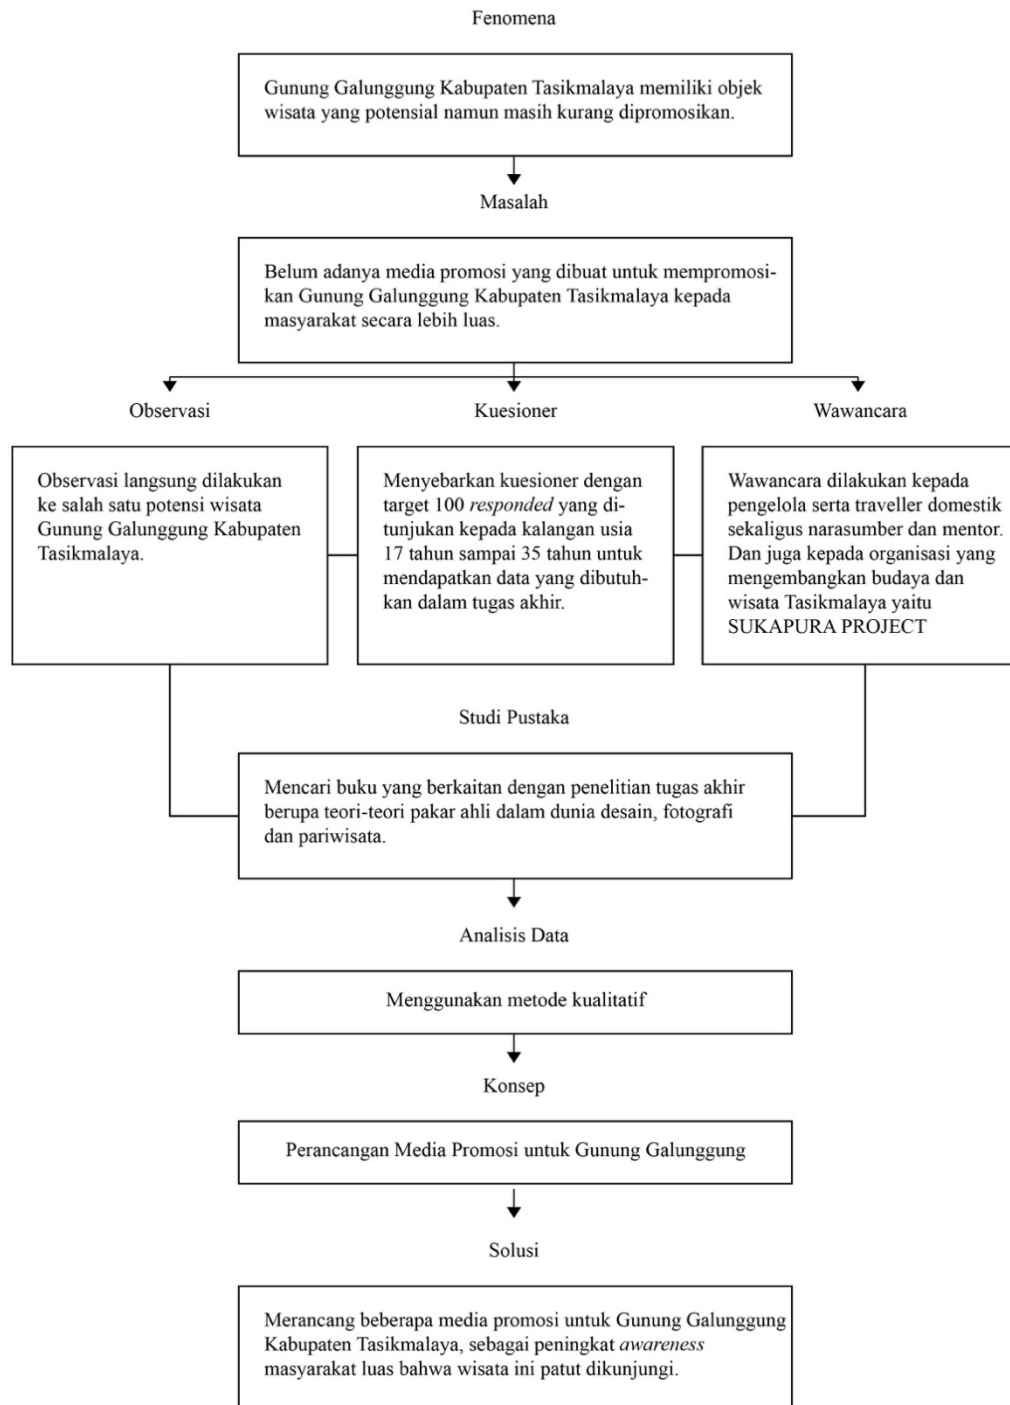 Fenomena
Gunung Galunggung Kabupaten Tasikmalaya memiliki objek
wisata yang potensial namun masih kurang dipromosikan.
Masalah
Belum adanya media promosi yang dibuat untuk mempromosi-
kan Gunung Galunggung Kabupaten Tasikmalaya kepada
masyarakat secara lebih luas.
Observasi
Observasi langsung dilakukan
ke salah satu potensi wisata
Gunung Galunggung Kabupaten
Tasikmalaya.
Kuesioner
Menyebarkan kuesioner dengan
target 100 responded yang di-
tunjukan kepada kalangan usia
17 tahun sampai 35 tahun untuk
mendapatkan data yang dibutuh-
kan dalam tugas akhir.
Wawancara
Wawancara dilakukan kepada
pengelola serta traveller domestik
sekaligus narasumber dan mentor.
Dan juga kepada organisasi yang
mengembangkan budaya dan
wisata Tasikmalaya yaitu
SUKAPURA PROJECT
Studi Pustaka
Mencari buku yang berkaitan dengan penelitian tugas akhir
berupa teori-teori pakar ahli dalam dunia desain, fotografi
dan pariwisata.
Analisis Data
Menggunakan metode kualitatif
Konsep
Perancangan Media Promosi untuk Gunung Galunggung
Solusi
Merancang beberapa media promosi untuk Gunung Galunggung
Kabupaten Tasikmalaya, sebagai peningkat awareness
masyarakat luas bahwa wisata ini patut dikunjungi.